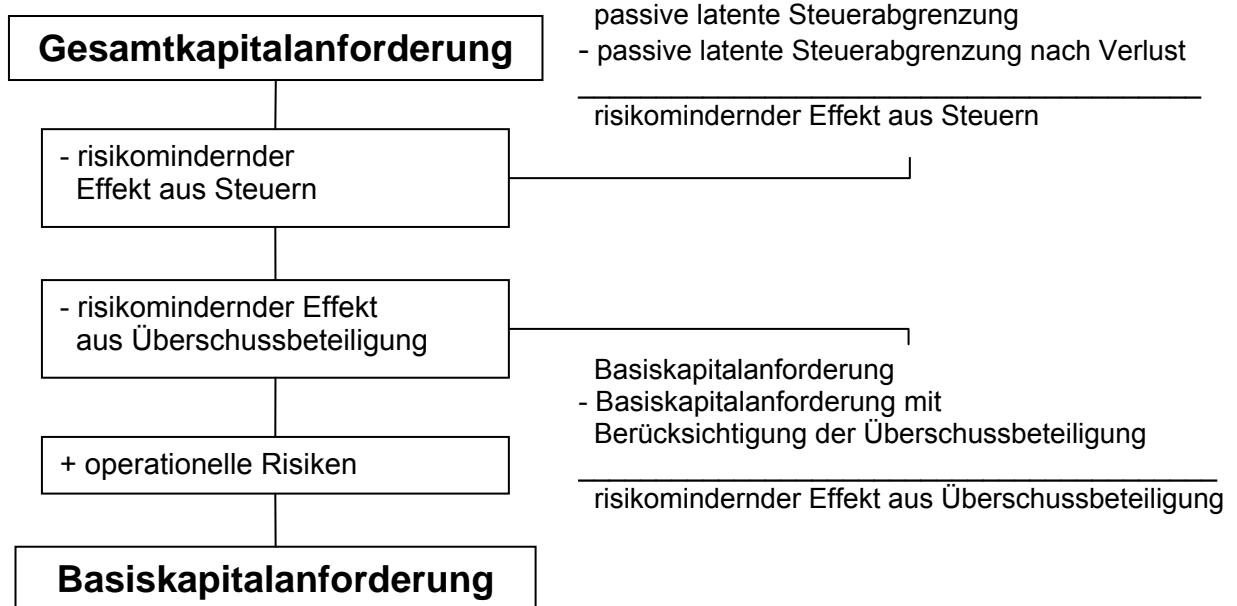 passive latente Steuerabgrenzung
Gesamtkapitalanforderung
- passive latente Steuerabgrenzung nach Verlust
risikomindernder Effekt aus Steuern
- risikomindernder
Effekt aus Steuern
- risikomindernder Effekt
aus Überschussbeteiligung
Basiskapitalanforderung
- Basiskapitalanforderung mit
Berücksichtigung der Überschussbeteiligung
+ operationelle Risiken
risikomindernder Effekt aus Überschussbeteiligung
Basiskapitalanforderung